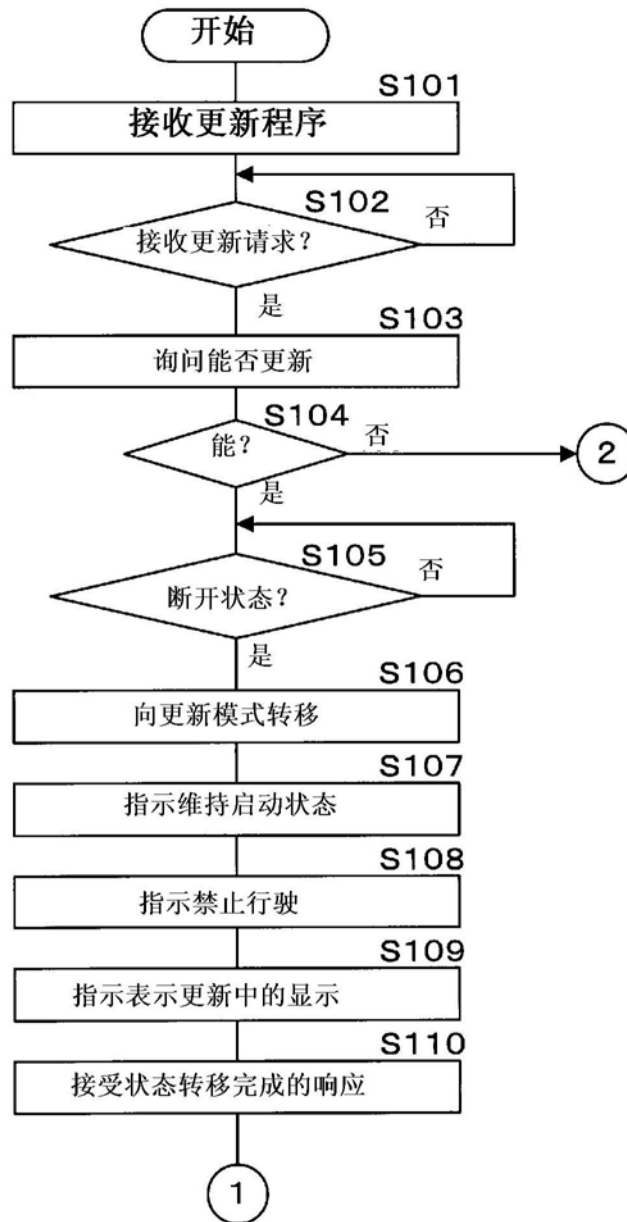 开始
S101
接收更新程序
S102
接收更新请求?
否
是
S103
询问能否更新
S104
能?
否
2
是
S105
断开状态?
否
是
S106
向更新模式转移
S107
指示维持启动状态
S108
指示禁止行驶
S109
指示表示更新中的显示
S110
接受状态转移完成的响应
1